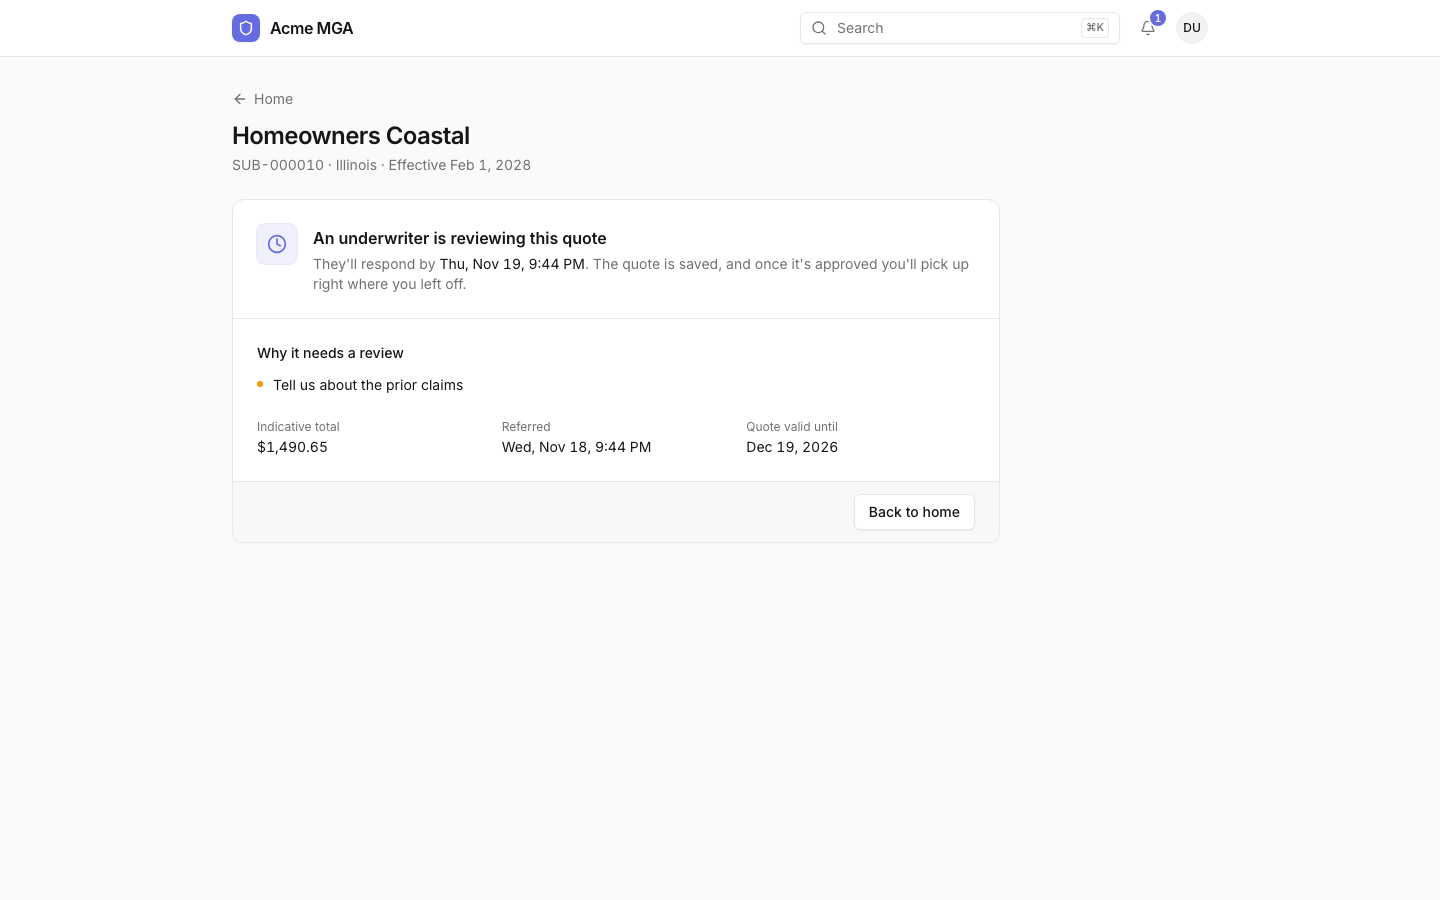 Acme MGA
Search
⌘K
1
DU
Home
Homeowners Coastal
SUB-000010 · Illinois · Effective Feb 1, 2028
An underwriter is reviewing this quote
They'll respond by Thu, Nov 19, 9:44 PM. The quote is saved, and once it's approved you'll pick up
right where you left off.
Why it needs a review
Tell us about the prior claims
Indicative total
$1,490.65
Referred
Wed, Nov 18, 9:44 PM
Quote valid until
Dec 19, 2026
Back to home